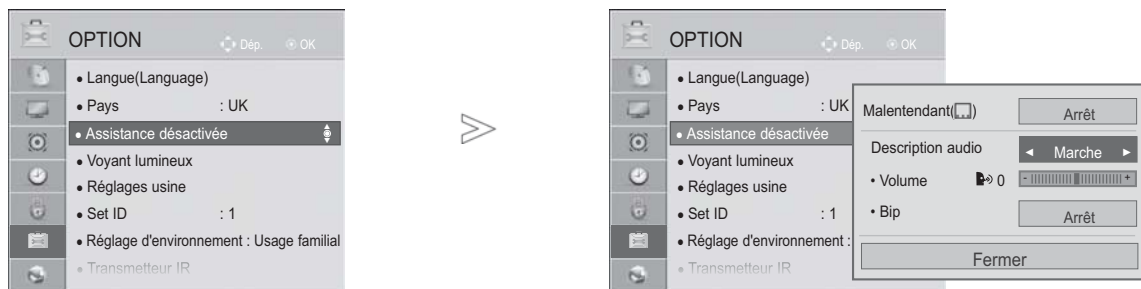 OPTION
Dép. OK
• Langue(Language)
• Pays : UK
• Assistance désactivée
• Voyant lumineux
• Réglages usine
• Set ID : 1
• Réglage d'environnement : Usage familial
• Transmetteur IR
OPTION
Dép. OK
• Langue(Language)
• Pays : UK
• Assistance désactivée
• Voyant lumineux
• Réglages usine
• Set ID : 1
• Réglage d'environnement :
• Transmetteur IR
Malentendant( ) Arrêt
Description audio ◄ Marche ►
• Volume 0 - +
• Bip Arrêt
Fermer